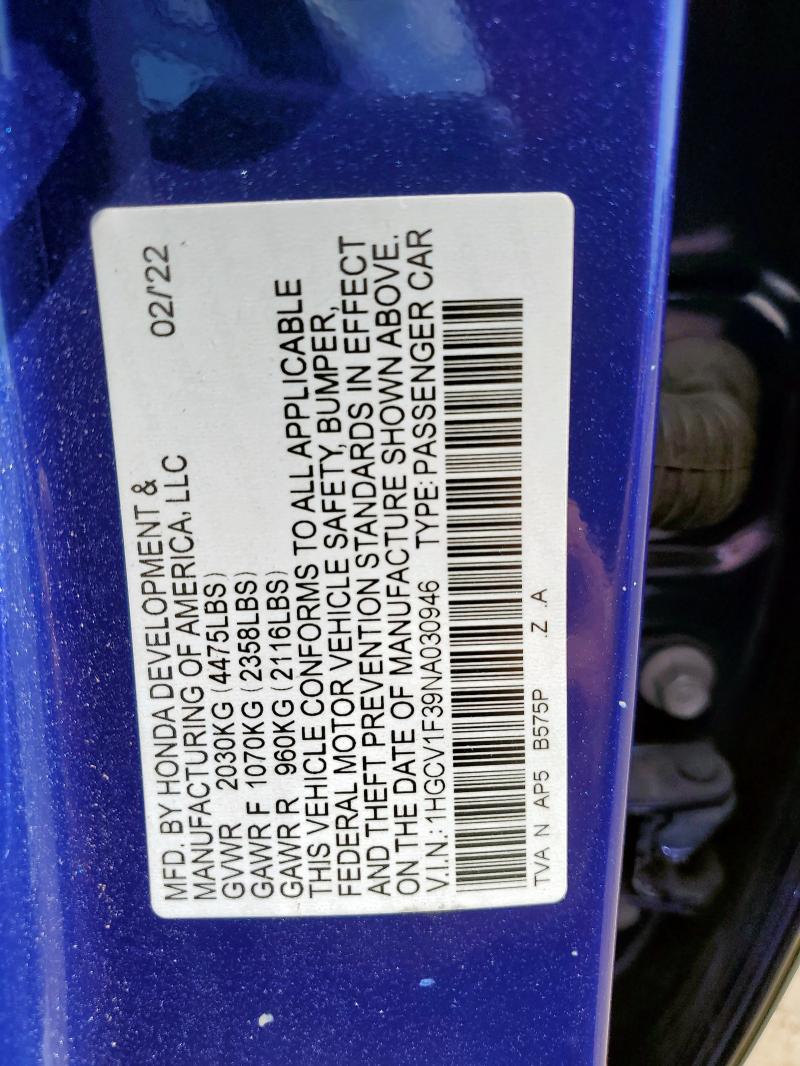 MFD. BY HONDA DEVELOPMENT & 02/'22
MANUFACTURING OF AMERICA, LLC
GVWR 2030KG (4475LBS)
GAWR F 1070KG (2358LBS)
GAWR R 960KG (2116LBS)
THIS VEHICLE CONFORMS TO ALL APPLICABLE
FEDERAL MOTOR VEHICLE SAFETY, BUMPER,
AND THEFT PREVENTION STANDARDS IN EFFECT
ON THE DATE OF MANUFACTURE SHOWN ABOVE.
V.I.N.: 1HGCV1F39NA030946 TYPE: PASSENGER CAR
TVA N AP5 B575P .Z .A